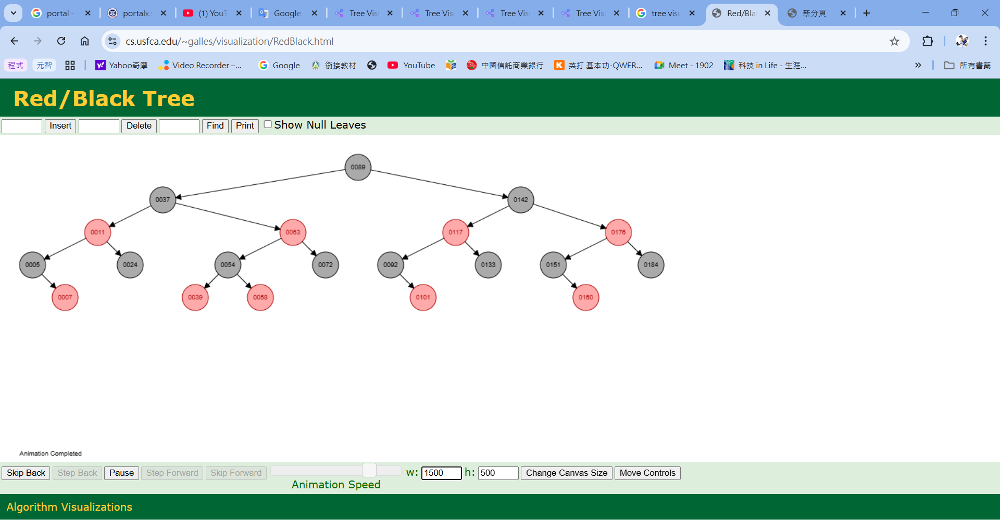 portal - portalx. (1) YouT Google Tree Vis Tree Vis Tree Vis Tree Vis tree visu Red/Bla 新分頁
cs.usfca.edu/~galles/visualization/RedBlack.html
程式 元智 Yahoo奇摩 Video Recorder –... Google 銜接教材 YouTube 中國信託商業銀行 英打 基本功-QWER... Meet - 1902 科技 in Life - 生涯... » 所有書籤
Red/Black Tree
Insert Delete Find Print Show Null Leaves
0089
0037 0142
0011 0063 0117 0176
0005 0024 0054 0072 0092 0133 0151 0184
0007 0039 0058 0101 0160
Animation Completed
Skip Back Step Back Pause Step Forward Skip Forward w: 1500 h: 500 Change Canvas Size Move Controls
Animation Speed
Algorithm Visualizations